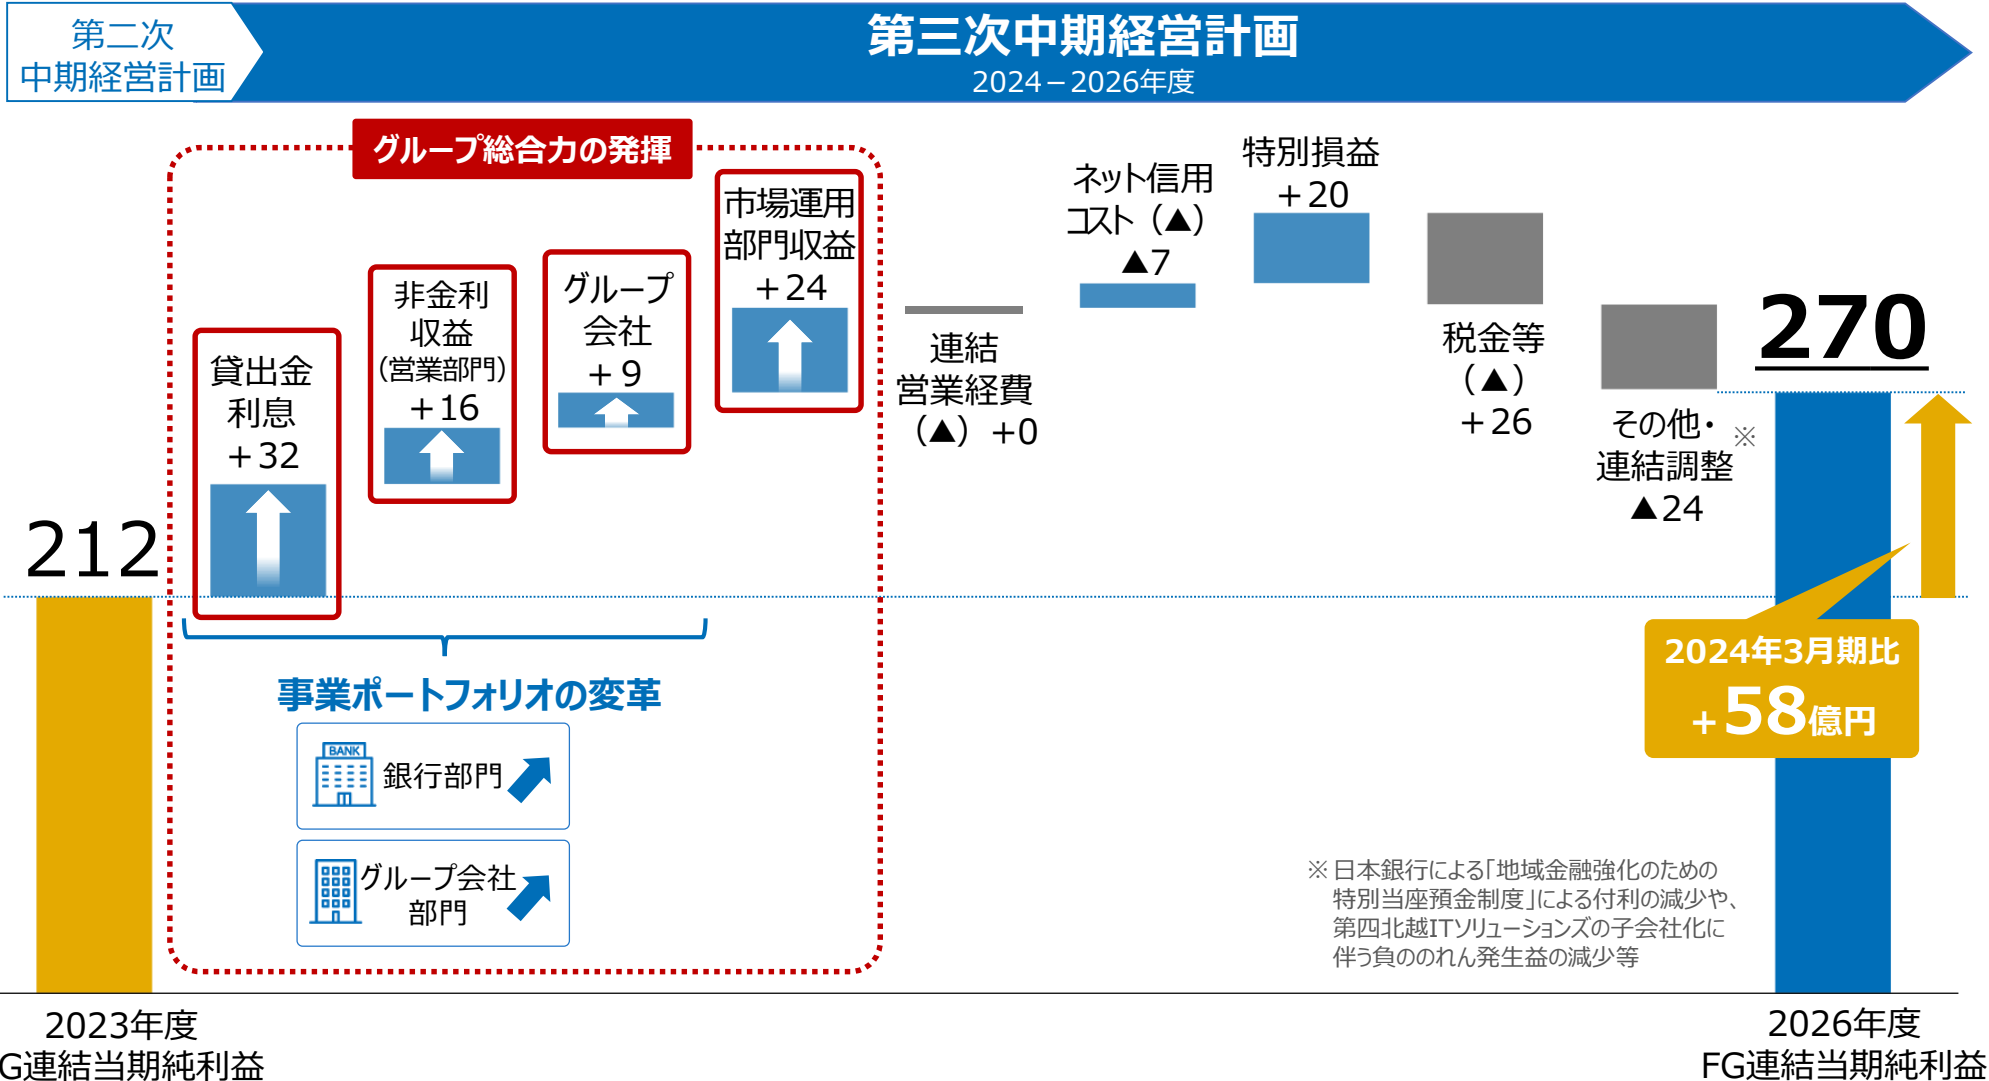 第二次
中期経営計画
第三次中期経営計画
2024－2026年度
グループ総合力の発揮
貸出金
利息
+32
非金利
収益
（営業部門）
+16
グループ
会社
+9
市場運用
部門収益
+24
連結
営業経費
（▲）+0
ネット信用
コスト（▲）
▲7
特別損益
+20
税金等
（▲）
+26
その他・
連結調整
※
▲24
212
270
2024年3月期比
+58億円
事業ポートフォリオの変革
BANK
銀行部門
グループ会社
部門
※日本銀行による「地域金融強化のための
特別当座預金制度」による付利の減少や、
第四北越ITソリューションズの子会社化に
伴う負ののれん発生益の減少等
2023年度
G連結当期純利益
2026年度
FG連結当期純利益